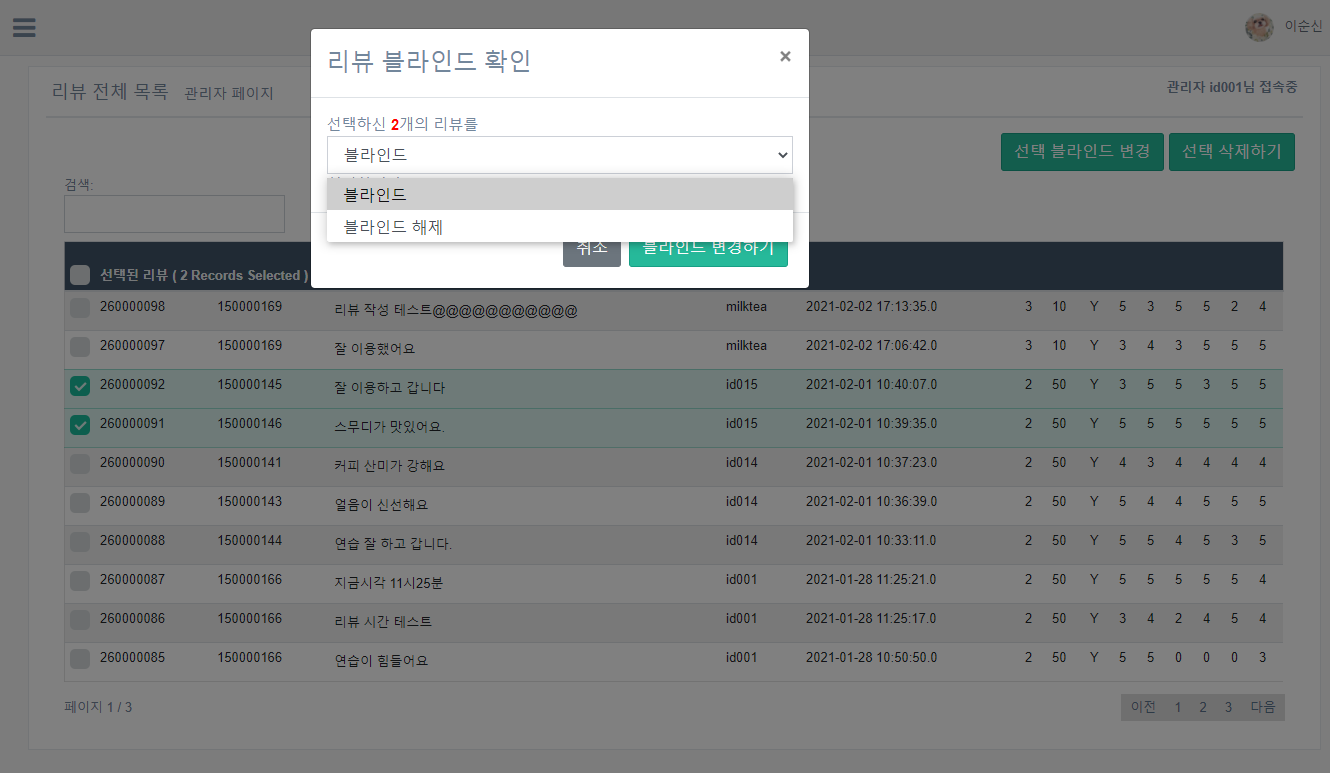 이순신
리뷰 블라인드 확인 ×
리뷰 전체 목록 관리자 페이지
관리자 id001님 접속중
선택하신 2개의 리뷰를
블라인드
선택 블라인드 변경 선택 삭제하기
검색:
블라인드
블라인드 해제
취소 블라인드 변경하기
선택된 리뷰 ( 2 Records Selected )
260000098 150000169 리뷰 작성 테스트@@@@@@@@@@@ milktea 2021-02-02 17:13:35.0 3 10 Y 5 3 5 5 2 4
260000097 150000169 잘 이용했어요 milktea 2021-02-02 17:06:42.0 3 10 Y 3 4 3 5 5 5
260000092 150000145 잘 이용하고 갑니다 id015 2021-02-01 10:40:07.0 2 50 Y 3 5 5 3 5 5
260000091 150000146 스무디가 맛있어요. id015 2021-02-01 10:39:35.0 2 50 Y 5 5 5 5 5 5
260000090 150000141 커피 산미가 강해요 id014 2021-02-01 10:37:23.0 2 50 Y 4 3 4 4 4 4
260000089 150000143 얼음이 신선해요 id014 2021-02-01 10:36:39.0 2 50 Y 5 4 4 5 5 5
260000088 150000144 연습 잘 하고 갑니다. id014 2021-02-01 10:33:11.0 2 50 Y 5 5 4 5 3 5
260000087 150000166 지금시각 11시25분 id001 2021-01-28 11:25:21.0 2 50 Y 5 5 5 5 5 4
260000086 150000166 리뷰 시간 테스트 id001 2021-01-28 11:25:17.0 2 50 Y 3 4 2 4 5 4
260000085 150000166 연습이 힘들어요 id001 2021-01-28 10:50:50.0 2 50 Y 5 5 0 0 0 3
페이지 1 / 3
이전 1 2 3 다음